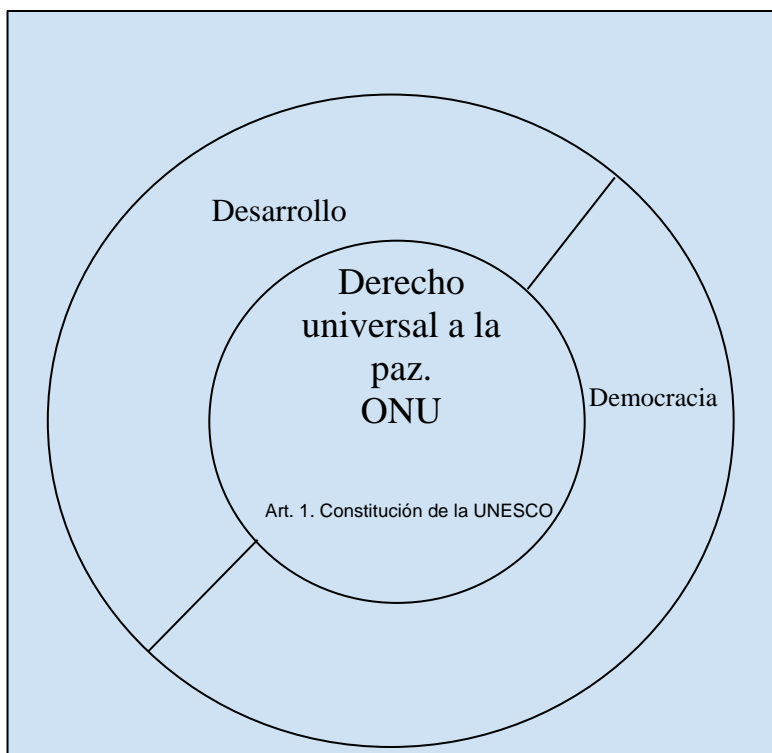 Desarrollo
Derecho
universal a la
paz.
ONU
Democracia
Art. 1. Constitución de la UNESCO